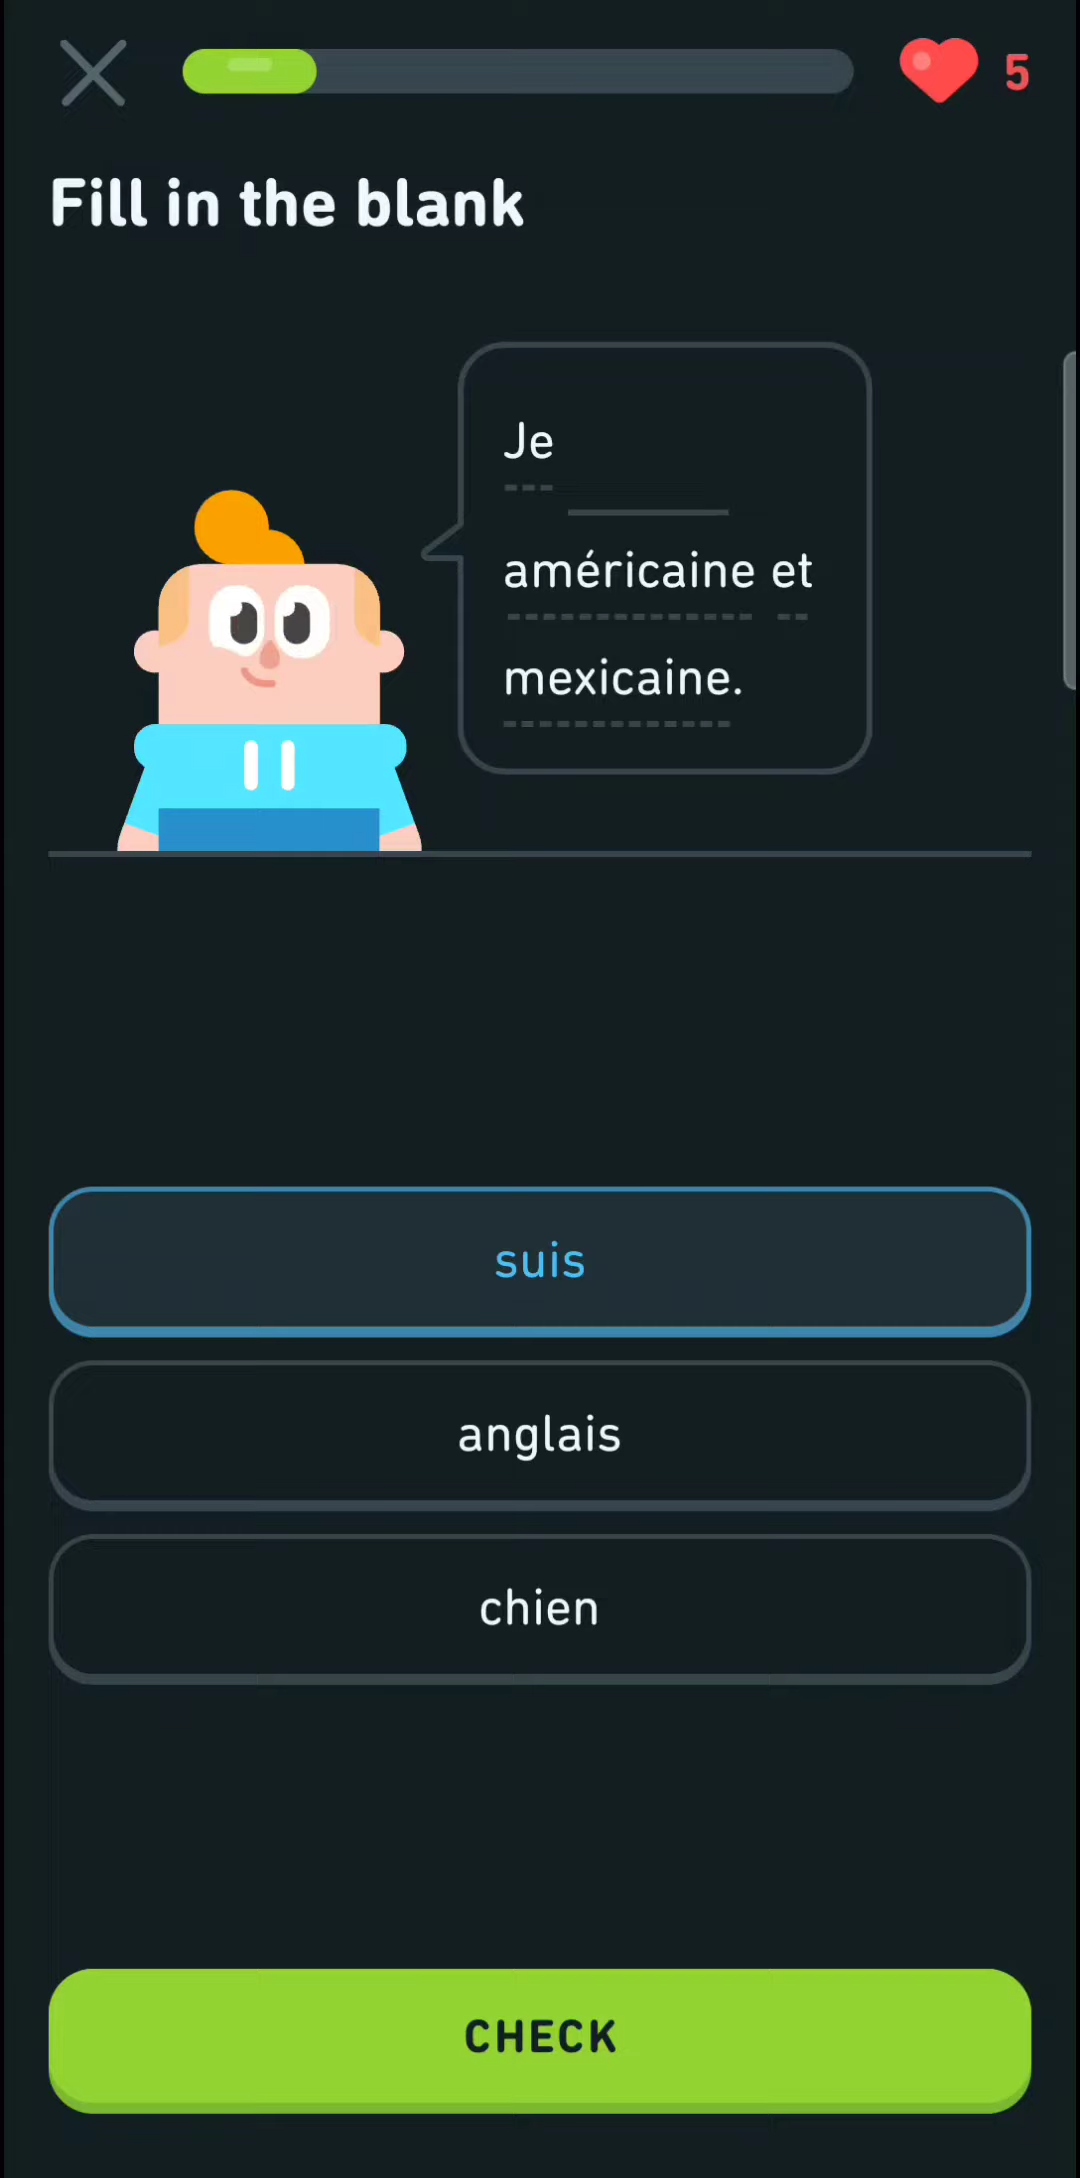 5
Fill in the blank
Je
américaine et
mexicaine.
suis
anglais
chien
CHECK